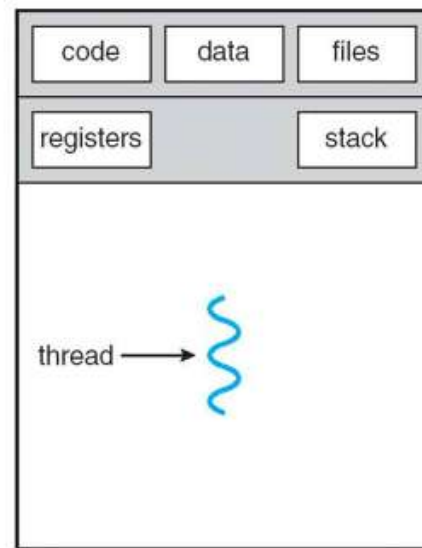 code data files
registers stack
thread